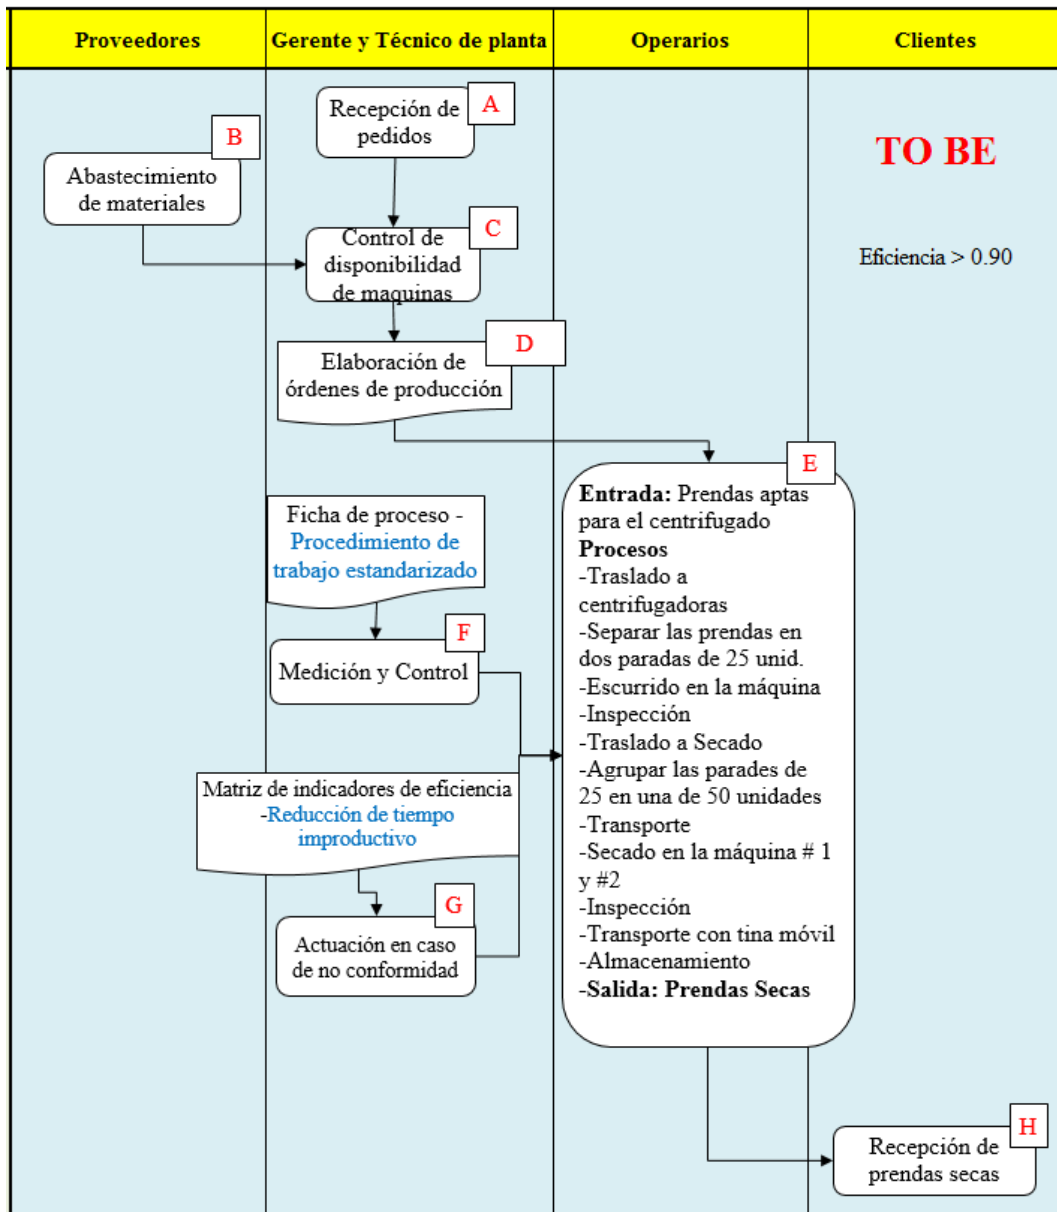 Proveedores
Gerente y Técnico de planta
Operarios
Clientes
A
Recepción de
pedidos
B
Abastecimiento
de materiales
TO BE
Eficiencia > 0.90
C
Control de
disponibilidad
de maquinas
D
Elaboración de
órdenes de producción
E
Entrada: Prendas aptas
para el centrifugado
Procesos
-Traslado a
centrifugadoras
-Separar las prendas en
dos paradas de 25 unid.
-Escurrido en la máquina
-Inspección
-Traslado a Secado
-Agrupar las parades de
25 en una de 50 unidades
-Transporte
-Secado en la máquina # 1
y #2
-Inspección
-Transporte con tina móvil
-Almacenamiento
-Salida: Prendas Secas
Ficha de proceso -
Procedimiento de
trabajo estandarizado
F
Medición y Control
Matriz de indicadores de eficiencia
-Reducción de tiempo
improductivo
G
Actuación en caso
de no conformidad
H
Recepción de
prendas secas